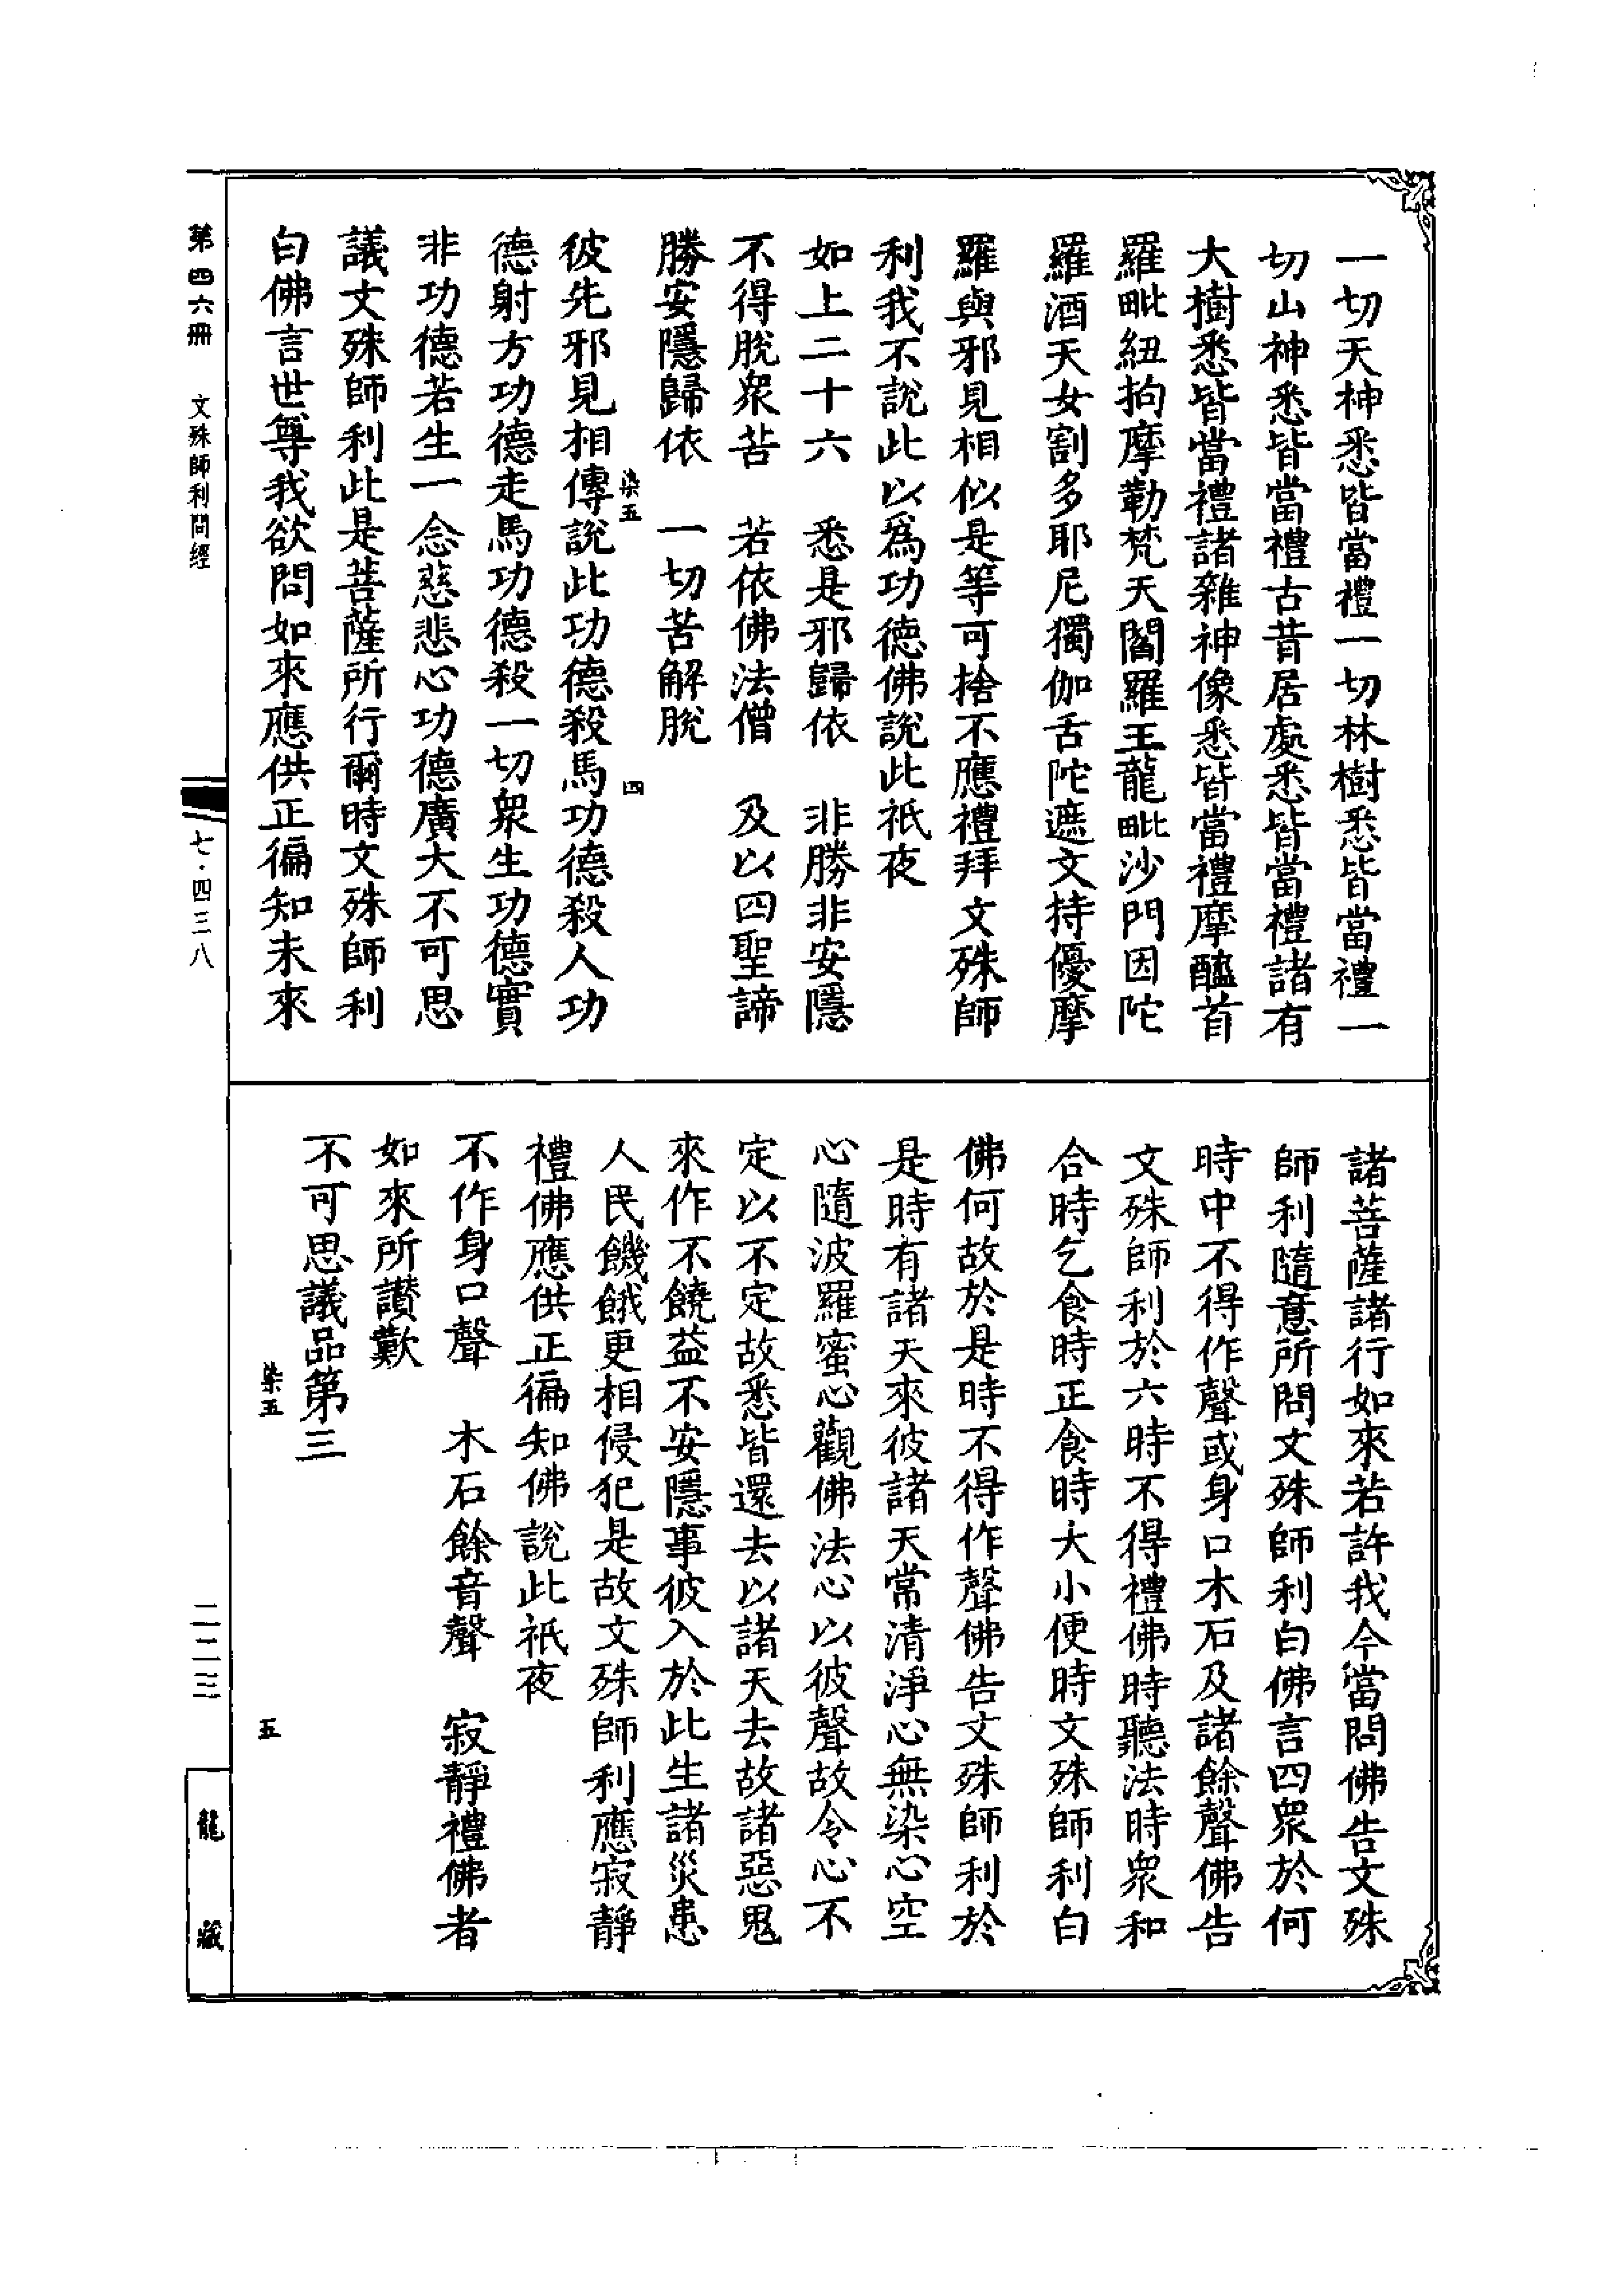 一切天神悉皆當禮一切林樹悉皆當禮一
切山神悉皆當禮古昔居處悉皆當禮諸有
大樹悉皆當禮諸雜神像悉皆當禮摩醯首
羅毗紐拘摩勒梵天閻羅王龍毗沙門因陀
羅酒天女割多耶尼獨伽舌陀遮文持優摩
羅與邪見相似是等可捨不應禮拜文殊師
利我不說此以為功德佛說此祇夜
如上二十六　悉是邪歸依　非勝非安隱
不得脫衆苦　若依佛法僧　及以四聖諦
勝安隱歸依　一切苦解脫
染五　四
彼先邪見相傳說此功德殺馬功德殺人功
德射方功德走馬功德殺一切衆生功德實
非功德若生一念慈悲心功德廣大不可思
議文殊師利此是菩薩所行爾時文殊師利
白佛言世尊我欲問如來應供正徧知未來
諸菩薩諸行如來若許我今當問佛告文殊
師利隨意所問文殊師利白佛言四衆於何
時中不得作聲或身口木石及諸餘聲佛告
文殊師利於六時不得禮佛時聽法時衆和
合時乞食時正食時大小便時文殊師利白
佛何故於是時不得作聲佛告文殊師利於
是時有諸天來彼諸天常清淨心無染心空
心隨波羅蜜心觀佛法心以彼聲故令心不
定以不定故悉皆還去以諸天去故諸惡鬼
來作不饒益不安隱事彼入於此生諸災患
人民饑餓更相侵犯是故文殊師利應寂靜
禮佛應供正徧知佛說此祇夜
不作身口聲　木石餘音聲　寂靜禮佛者
如來所讚歎
不可思議品第三
染五　五
第四六冊　文殊師利問經
七·四三八
二二三
龍藏